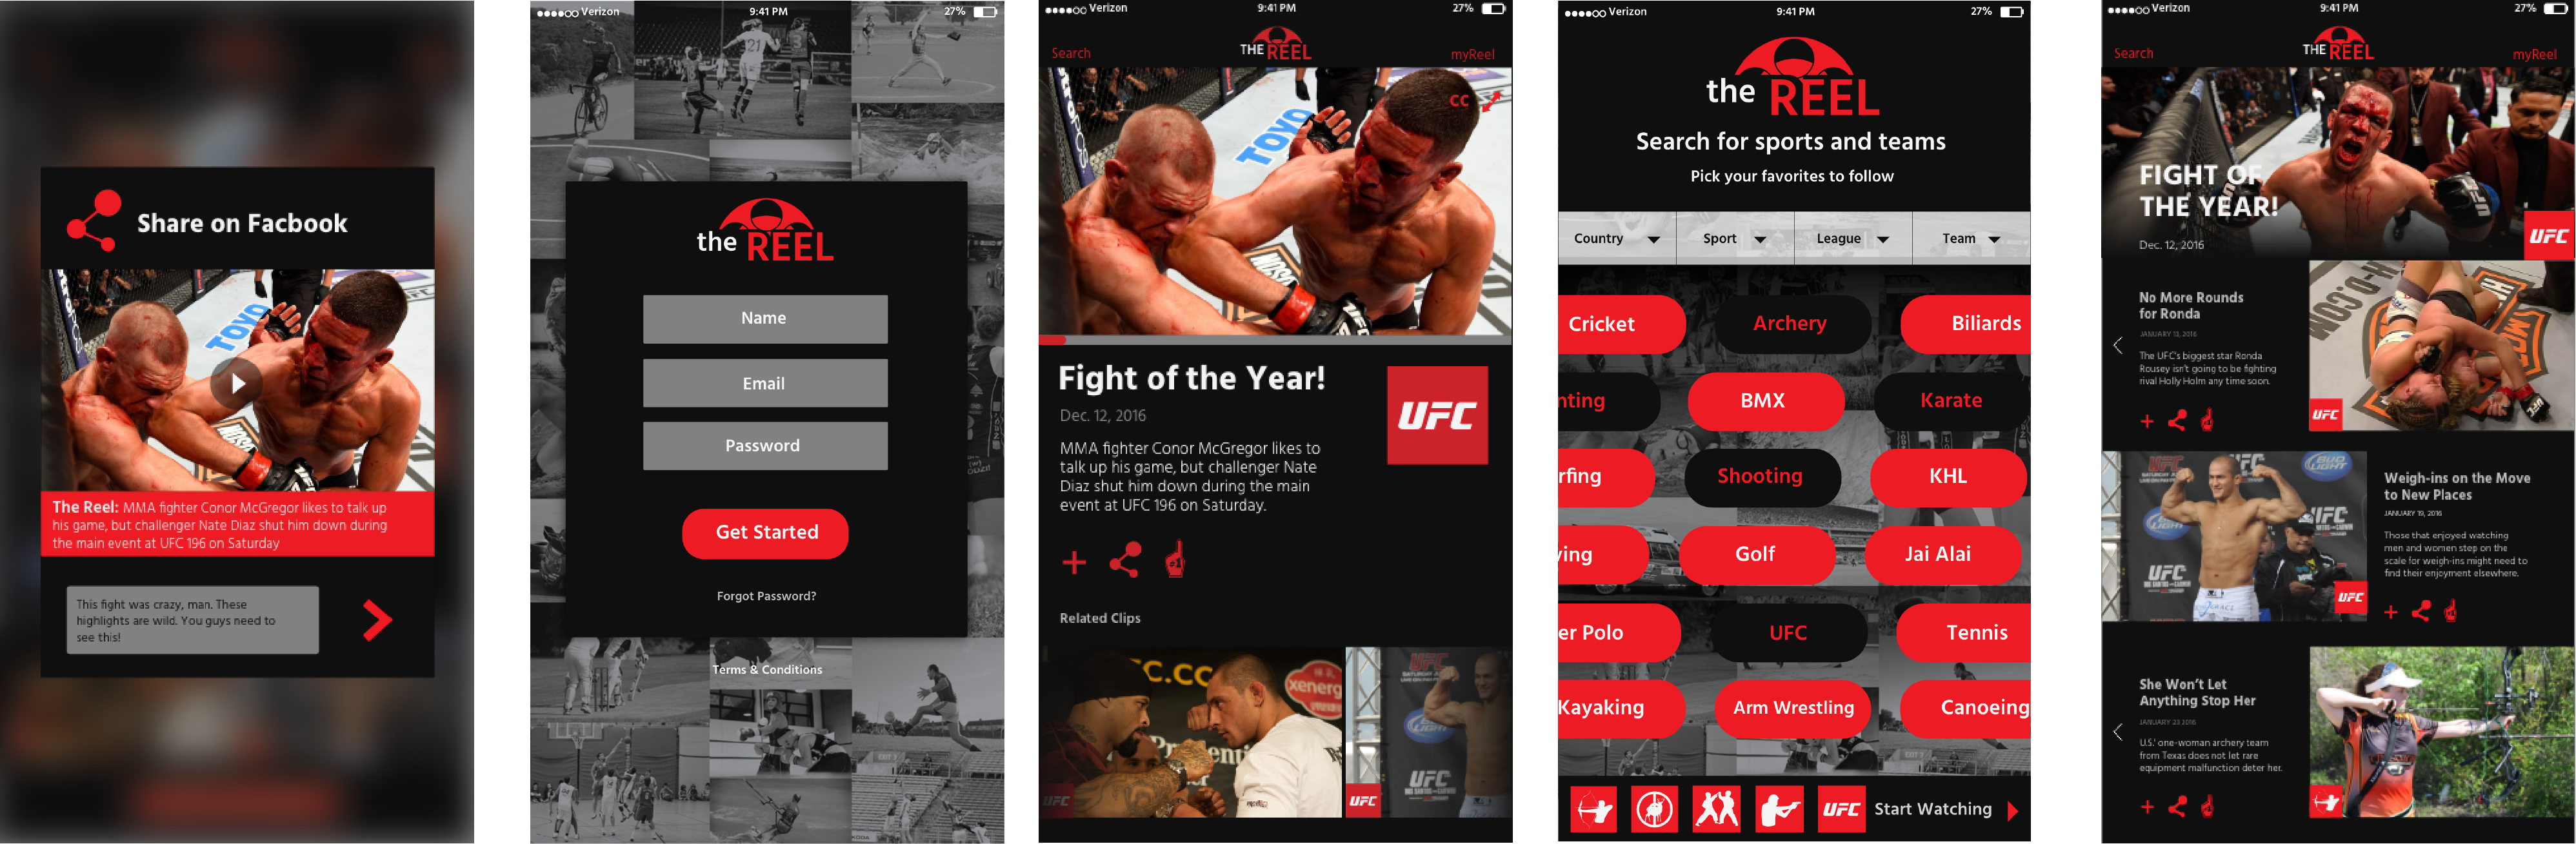 Share on Facbook
TOYO
The Reel: MMA fighter Conor McGregor likes to talk up
his game, but challenger Nate Diaz shut him down during
the main event at UFC 196 on Saturday
This fight was crazy, man. These
highlights are wild. You guys need to
see this!
Verizon 9:41 PM 27%
the REEL
Name
Email
Password
Get Started
Forgot Password?
Terms & Conditions
Verizon 9:41 PM 27%
Search THE REEL myReel
CC
TOYO
Fight of the Year!
UFC
Dec. 12, 2016
MMA fighter Conor McGregor likes to
talk up his game, but challenger Nate
Diaz shut him down during the main
event at UFC 196 on Saturday.
Related Clips
C.CC
xenerg
UFC
UFC
Verizon 9:41 PM 27%
the REEL
Search for sports and teams
Pick your favorites to follow
Country Sport League Team
Cricket Archery Biliards
nting BMX Karate
rfing Shooting KHL
ving Golf Jai Alai
er Polo UFC Tennis
Kayaking Arm Wrestling Canoeing
UFC Start Watching
Verizon 9:41 PM 27%
Search THE REEL myReel
FIGHT OF
THE YEAR!
Dec. 12, 2016
UFC
No More Rounds
for Ronda
JANUARY 13, 2016
The UFC's biggest star Ronda
Rousey isn't going to be fighting
rival Holly Holm any time soon.
UFC
BUD
LIGHT
UFC
UFC
Weigh-ins on the Move
to New Places
JANUARY 19, 2016
Those that enjoyed watching
men and women step on the
scale for weigh-ins might need to
find their enjoyment elsewhere.
UFC
She Won't Let
Anything Stop Her
JANUARY 23 2016
U.S.' one-woman archery team
from Texas does not let rare
equipment malfunction deter her.